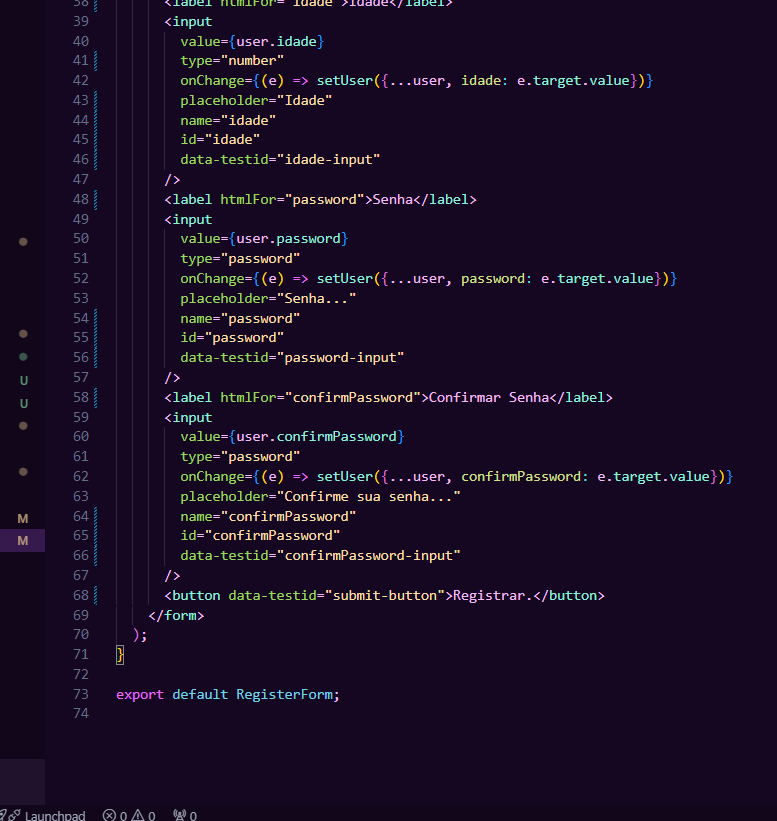 38 <label htmlFor="idade">Idade</label>
39 <input
40 value={user.idade}
41 type="number"
42 onChange={(e) => setUser({...user, idade: e.target.value})}
43 placeholder="Idade"
44 name="idade"
45 id="idade"
46 data-testid="idade-input"
47 />
48 <label htmlFor="password">Senha</label>
49 <input
50 value={user.password}
51 type="password"
52 onChange={(e) => setUser({...user, password: e.target.value})}
53 placeholder="Senha..."
54 name="password"
55 id="password"
56 data-testid="password-input"
57 />
58 <label htmlFor="confirmPassword">Confirmar Senha</label>
59 <input
60 value={user.confirmPassword}
61 type="password"
62 onChange={(e) => setUser({...user, confirmPassword: e.target.value})}
63 placeholder="Confirme sua senha..."
64 name="confirmPassword"
65 id="confirmPassword"
66 data-testid="confirmPassword-input"
67 />
68 <button data-testid="submit-button">Registrar.</button>
69 </form>
70 );
71 }
72
73 export default RegisterForm;
74
U
U
M
M
Launchpad 0 0 0